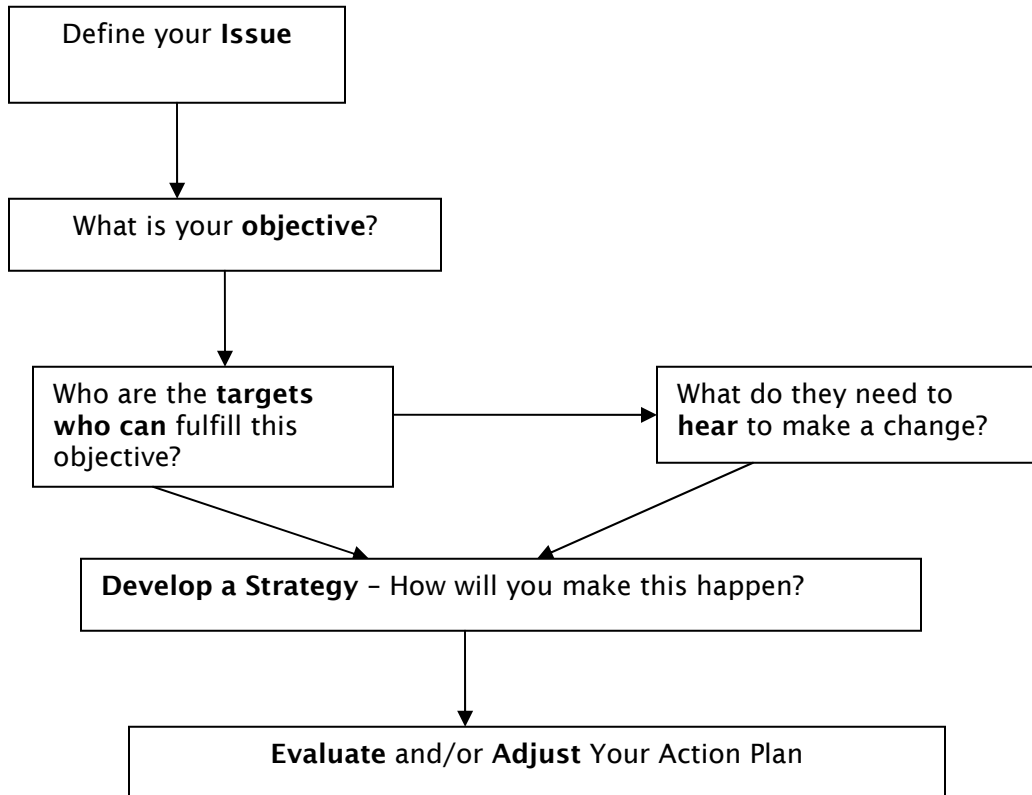 Define your Issue
What is your objective?
Who are the targets
who can fulfill this
objective?
What do they need to
hear to make a change?
Develop a Strategy – How will you make this happen?
Evaluate and/or Adjust Your Action Plan